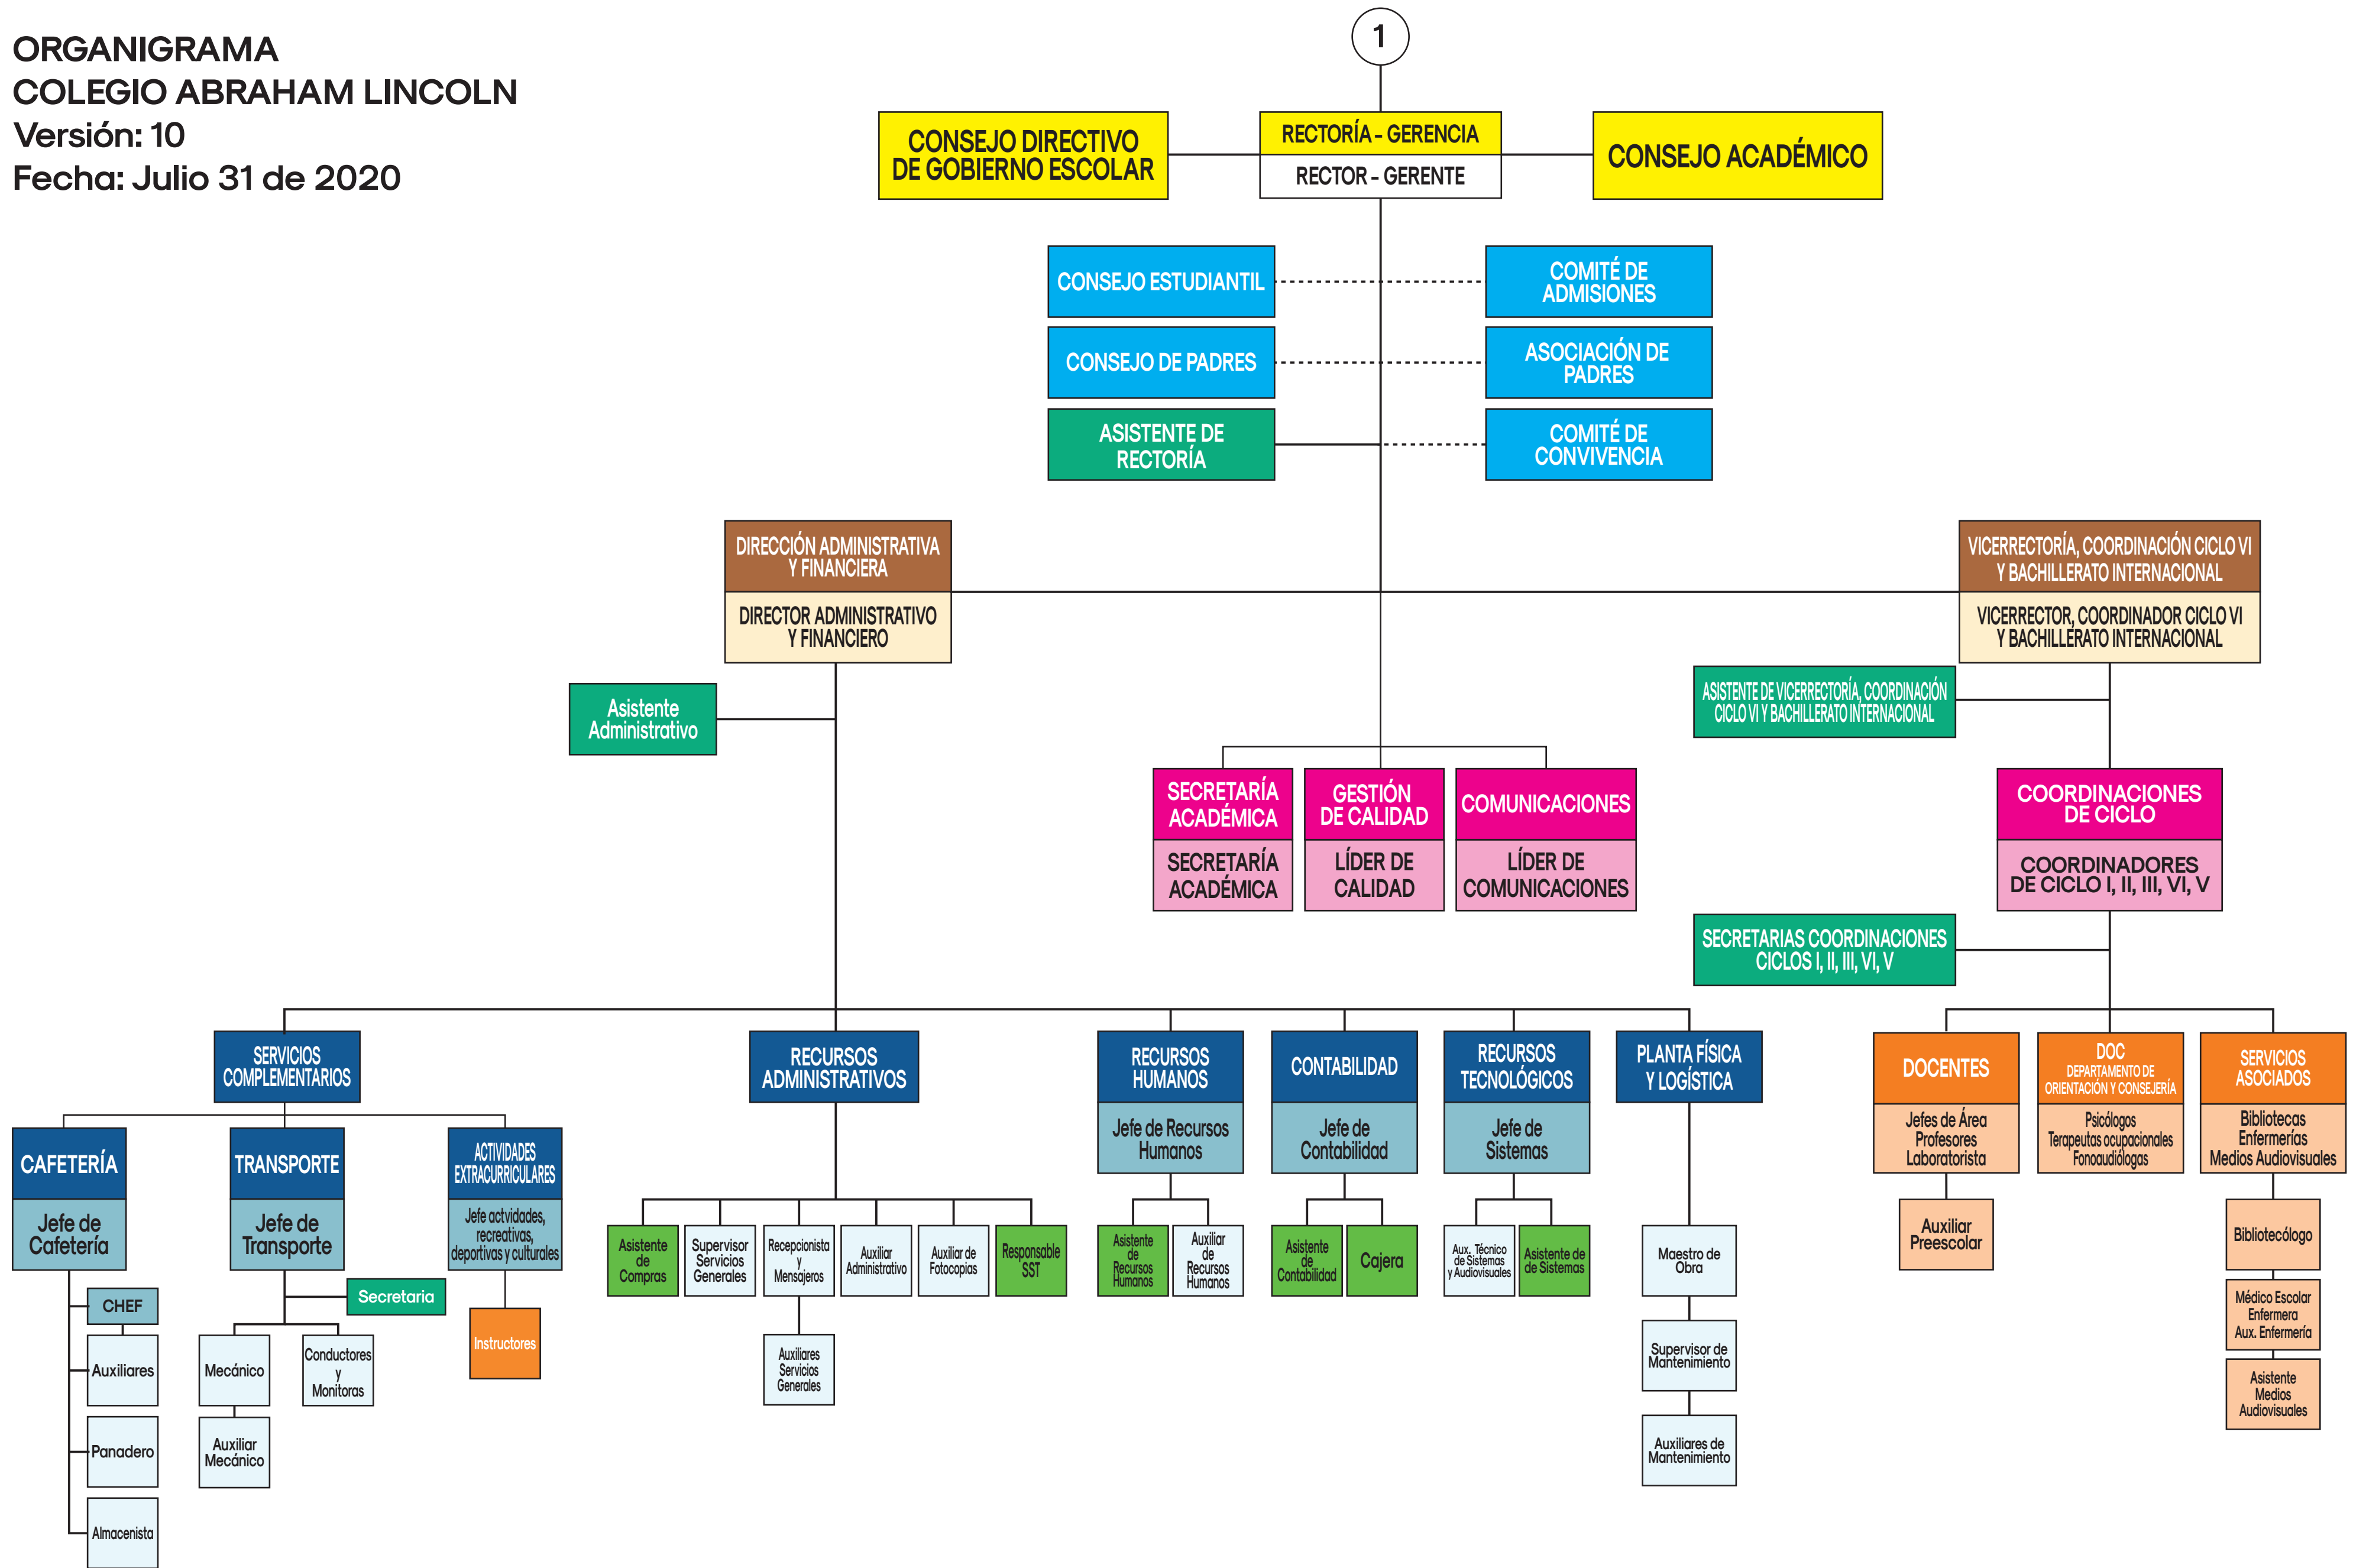 ORGANIGRAMA
COLEGIO ABRAHAM LINCOLN
Versión: 10
Fecha: Julio 31 de 2020
1
CONSEJO DIRECTIVO
DE GOBIERNO ESCOLAR
RECTORÍA - GERENCIA
RECTOR - GERENTE
CONSEJO ACADÉMICO
CONSEJO ESTUDIANTIL
COMITÉ DE
ADMISIONES
CONSEJO DE PADRES
ASOCIACIÓN DE
PADRES
ASISTENTE DE
RECTORÍA
COMITÉ DE
CONVIVENCIA
DIRECCIÓN ADMINISTRATIVA
Y FINANCIERA
DIRECTOR ADMINISTRATIVO
Y FINANCIERO
VICERRECTORÍA, COORDINACIÓN CICLO VI
Y BACHILLERATO INTERNACIONAL
VICERRECTOR, COORDINADOR CICLO VI
Y BACHILLERATO INTERNACIONAL
Asistente
Administrativo
ASISTENTE DE VICERRECTORÍA, COORDINACIÓN
CICLO VI Y BACHILLERATO INTERNACIONAL
SECRETARÍA
ACADÉMICA
SECRETARÍA
ACADÉMICA
GESTIÓN
DE CALIDAD
LÍDER DE
CALIDAD
COMUNICACIONES
LÍDER DE
COMUNICACIONES
COORDINACIONES
DE CICLO
COORDINADORES
DE CICLO I, II, III, VI, V
SECRETARIAS COORDINACIONES
CICLOS I, II, III, VI, V
SERVICIOS
COMPLEMENTARIOS
RECURSOS
ADMINISTRATIVOS
RECURSOS
HUMANOS
Jefe de Recursos
Humanos
CONTABILIDAD
Jefe de
Contabilidad
RECURSOS
TECNOLÓGICOS
Jefe de
Sistemas
PLANTA FÍSICA
Y LOGÍSTICA
DOCENTES
Jefes de Área
Profesores
Laboratorista
DOC
DEPARTAMENTO DE
ORIENTACIÓN Y CONSEJERÍA
Psicólogos
Terapeutas ocupacionales
Fonoaudiólogas
SERVICIOS
ASOCIADOS
Bibliotecas
Enfermerías
Medios Audiovisuales
CAFETERÍA
Jefe de
Cafetería
TRANSPORTE
Jefe de
Transporte
ACTIVIDADES
EXTRACURRICULARES
Jefe actvidades,
recreativas,
deportivas y culturales
Asistente
de
Compras
Supervisor
Servicios
Generales
Recepcionista
y
Mensajeros
Auxiliar
Administrativo
Auxiliar de
Fotocopias
Responsable
SST
Asistente
de
Recursos
Humanos
Auxiliar
de
Recursos
Humanos
Asistente
de
Contabilidad
Cajera
Aux. Técnico
de Sistemas
y Audiovisuales
Asistente de
de Sistemas
Maestro de
Obra
Auxiliar
Preescolar
Bibliotecólogo
CHEF
Secretaria
Instructores
Auxiliares
Mecánico
Conductores
y
Monitoras
Auxiliares
Servicios
Generales
Supervisor de
Mantenimiento
Médico Escolar
Enfermera
Aux. Enfermería
Panadero
Auxiliar
Mecánico
Auxiliares de
Mantenimiento
Asistente
Medios
Audiovisuales
Almacenista